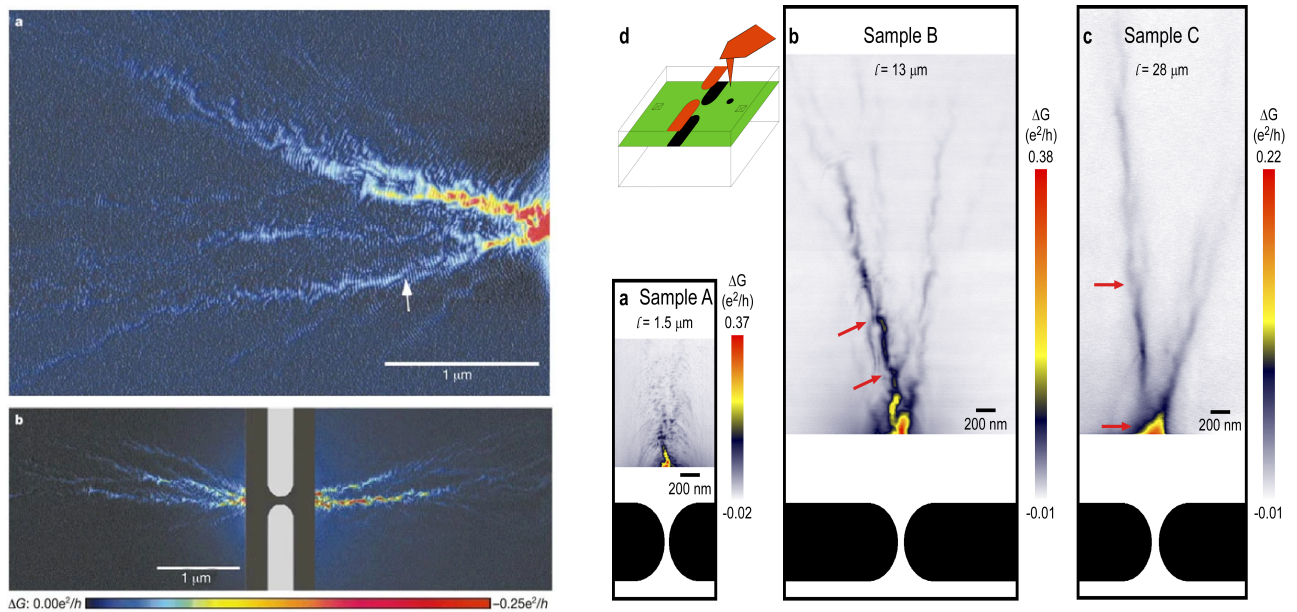 a
1 μm
b
1 μm
ΔG: 0.00e²/h
−0.25e²/h
d
a Sample A
ℓ = 1.5 μm
ΔG
(e²/h)
0.37
200 nm
-0.02
b
Sample B
ℓ = 13 μm
200 nm
ΔG
(e²/h)
0.38
-0.01
c
Sample C
ℓ = 28 μm
200 nm
ΔG
(e²/h)
0.22
-0.01